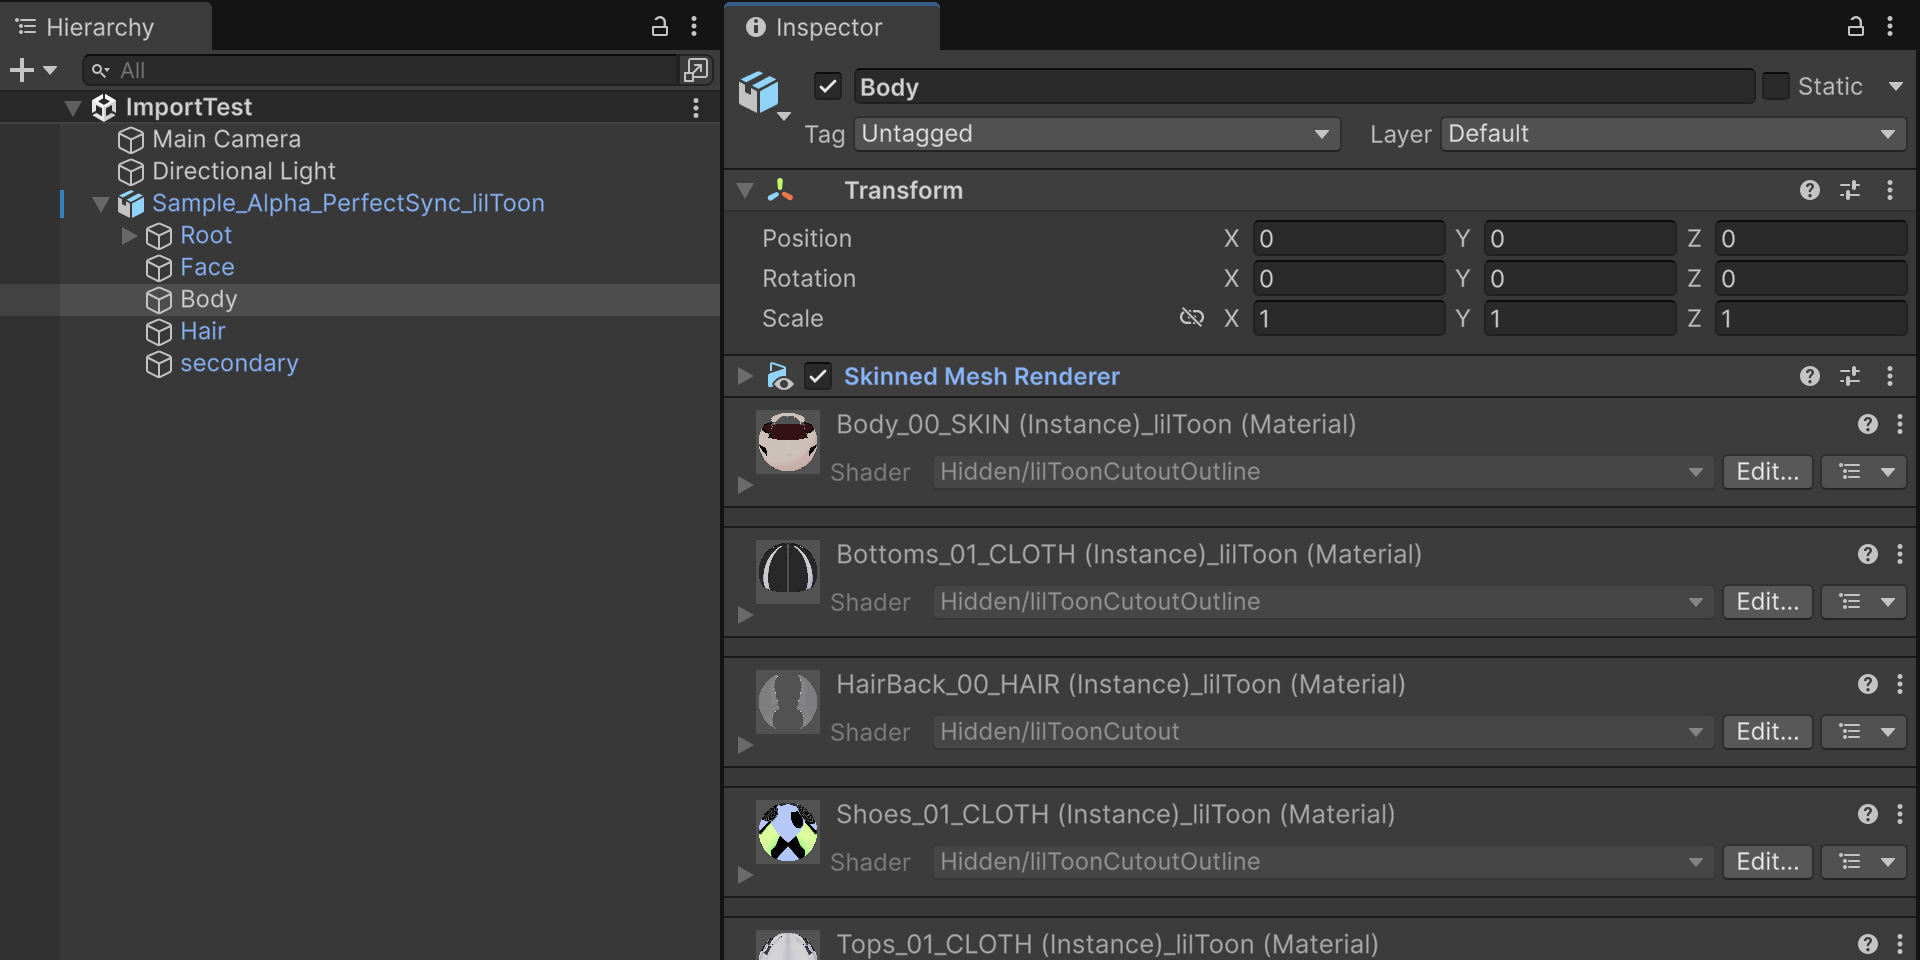 Hierarchy
All
ImportTest
Main Camera
Directional Light
Sample_Alpha_PerfectSync_lilToon
Root
Face
Body
Hair
secondary
Inspector
Body
Static
Tag Untagged Layer Default
Transform
Position X 0 Y 0 Z 0
Rotation X 0 Y 0 Z 0
Scale X 1 Y 1 Z 1
Skinned Mesh Renderer
Body_00_SKIN (Instance)_lilToon (Material)
Shader Hidden/lilToonCutoutOutline Edit...
Bottoms_01_CLOTH (Instance)_lilToon (Material)
Shader Hidden/lilToonCutoutOutline Edit...
HairBack_00_HAIR (Instance)_lilToon (Material)
Shader Hidden/lilToonCutout Edit...
Shoes_01_CLOTH (Instance)_lilToon (Material)
Shader Hidden/lilToonCutoutOutline Edit...
Tops_01_CLOTH (Instance)_lilToon (Material)